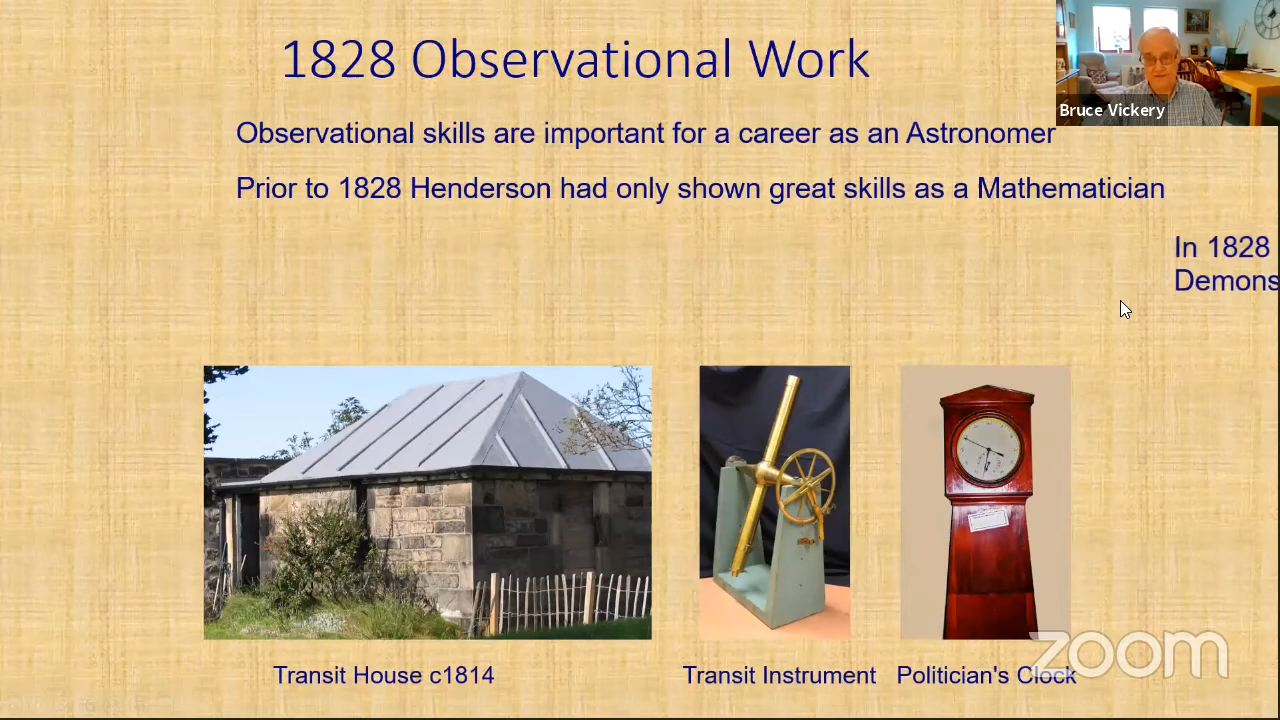 1828 Observational Work
Bruce Vickery
Observational skills are important for a career as an Astronomer
Prior to 1828 Henderson had only shown great skills as a Mathematician
In 1828
Demons
Transit House c1814
Transit Instrument
Politician's Clock
zoom